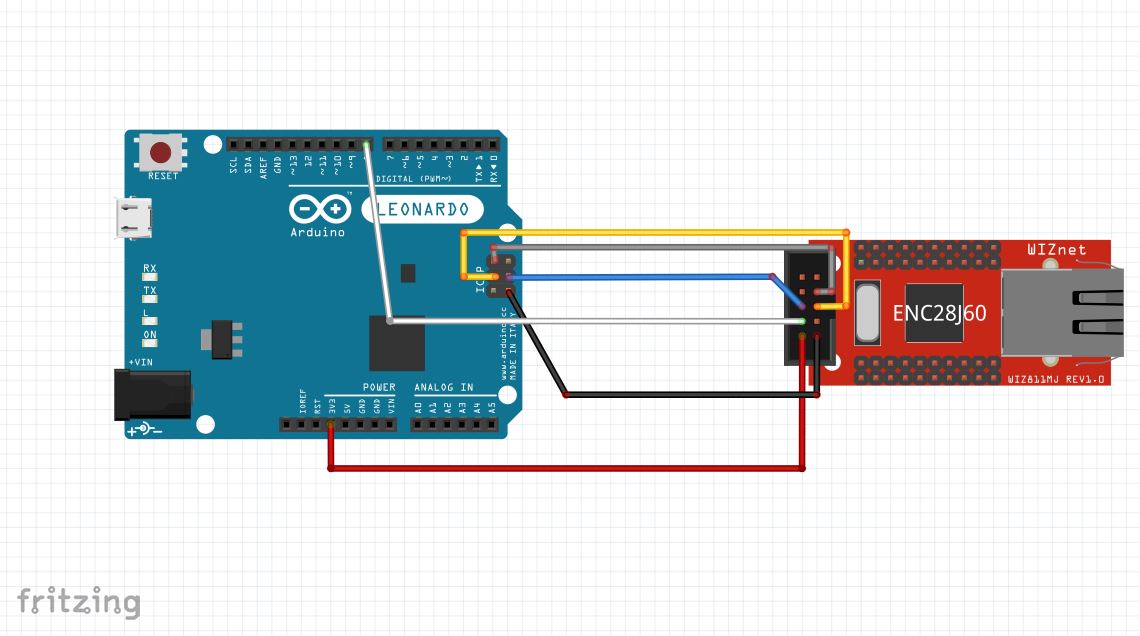 RESET
SCL
SDA
AREF
GND
~13
12
~11
~10
~9
7
~6
~5
4
~3
2
TX▸1
RX◂0
DIGITAL (PWM~)
LEONARDO
TM
Arduino
RX
TX
L
ON
+VIN
www.arduino.cc
MADE IN ITALY
POWER
ANALOG IN
IOREF
RST
3V3
5V
GND
GND
VIN
A0
A1
A2
A3
A4
A5
WIZnet
ENC28J60
WIZ811MJ REV1.0
fritzing